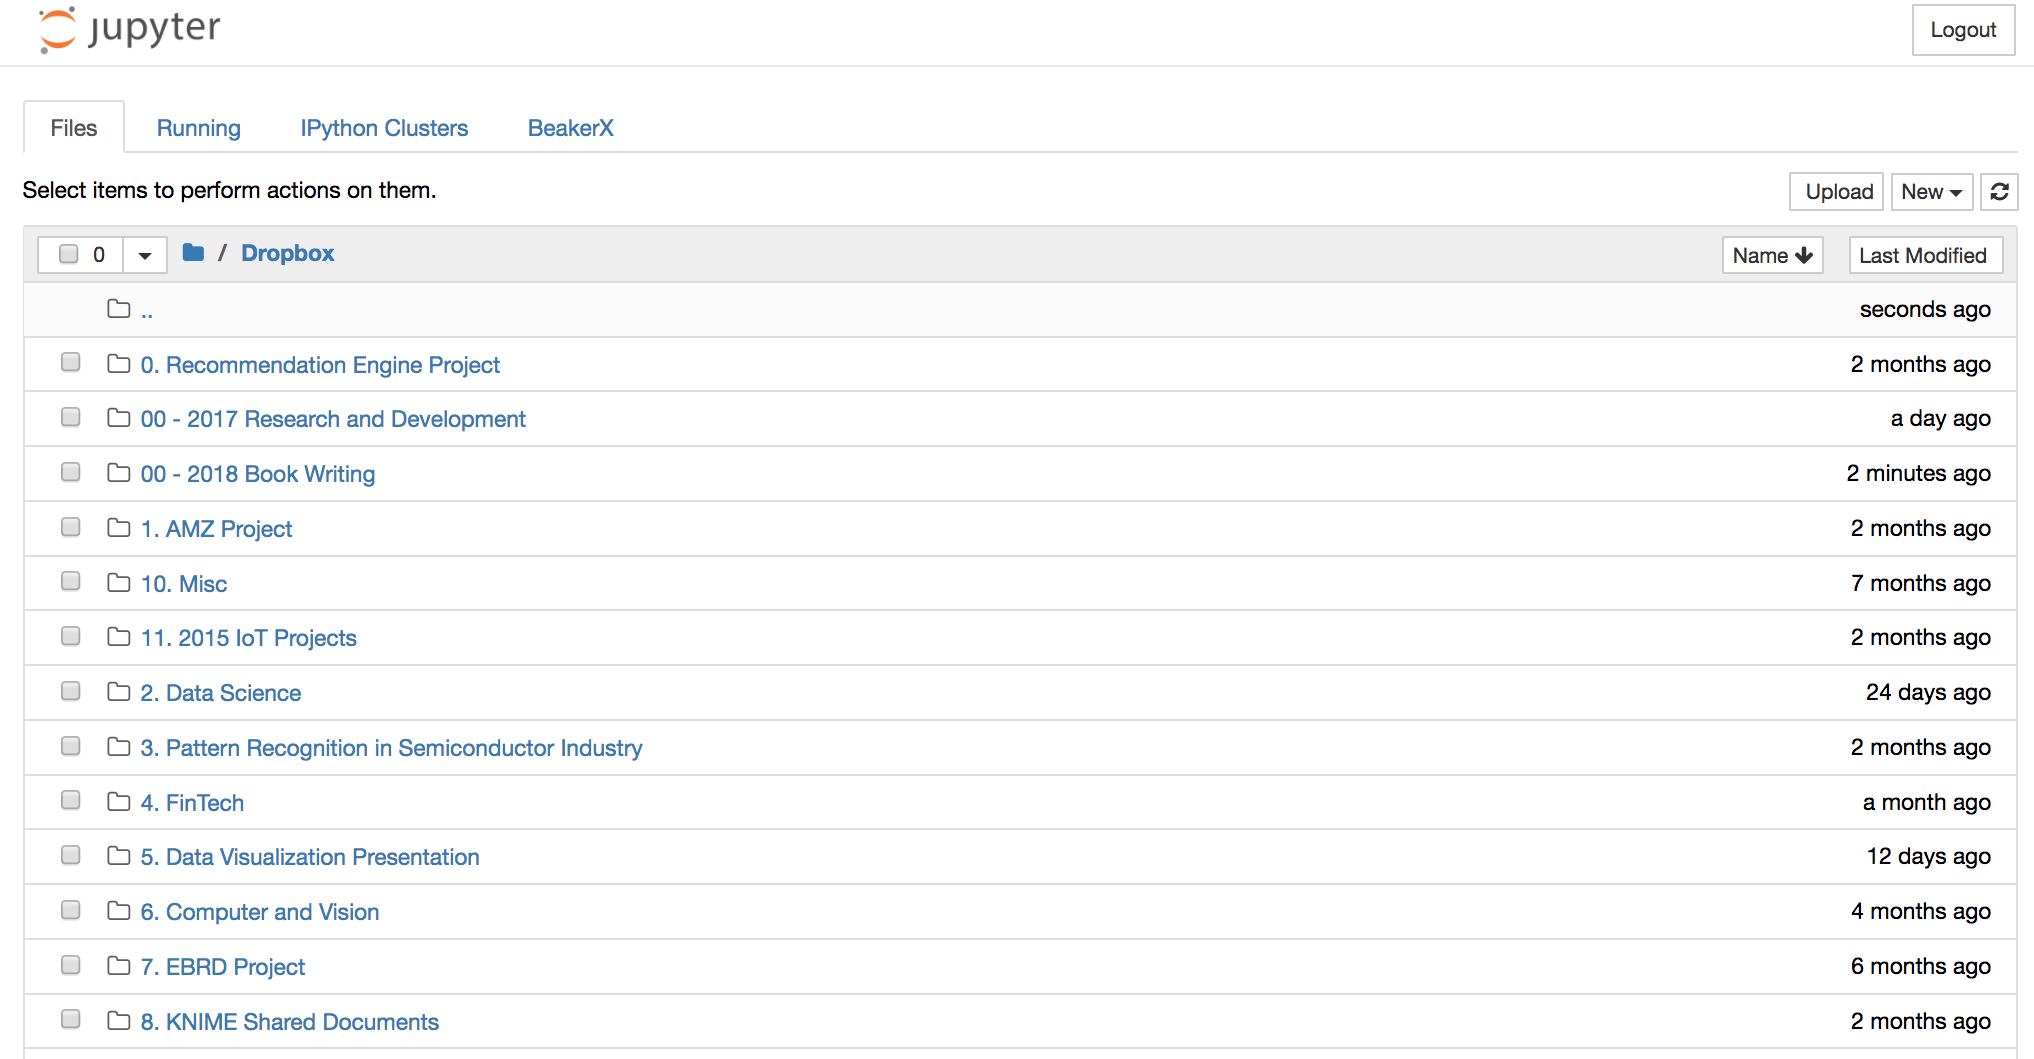 jupyter
Logout
Files Running IPython Clusters BeakerX
Select items to perform actions on them.
Upload New
0 / Dropbox Name Last Modified
.. seconds ago
0. Recommendation Engine Project 2 months ago
00 - 2017 Research and Development a day ago
00 - 2018 Book Writing 2 minutes ago
1. AMZ Project 2 months ago
10. Misc 7 months ago
11. 2015 IoT Projects 2 months ago
2. Data Science 24 days ago
3. Pattern Recognition in Semiconductor Industry 2 months ago
4. FinTech a month ago
5. Data Visualization Presentation 12 days ago
6. Computer and Vision 4 months ago
7. EBRD Project 6 months ago
8. KNIME Shared Documents 2 months ago